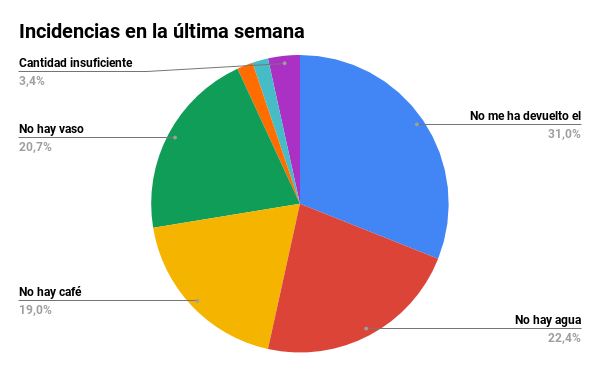 Incidencias en la última semana
Cantidad insuficiente
3,4%
No me ha devuelto el
31,0%
No hay vaso
20,7%
No hay café
19,0%
No hay agua
22,4%